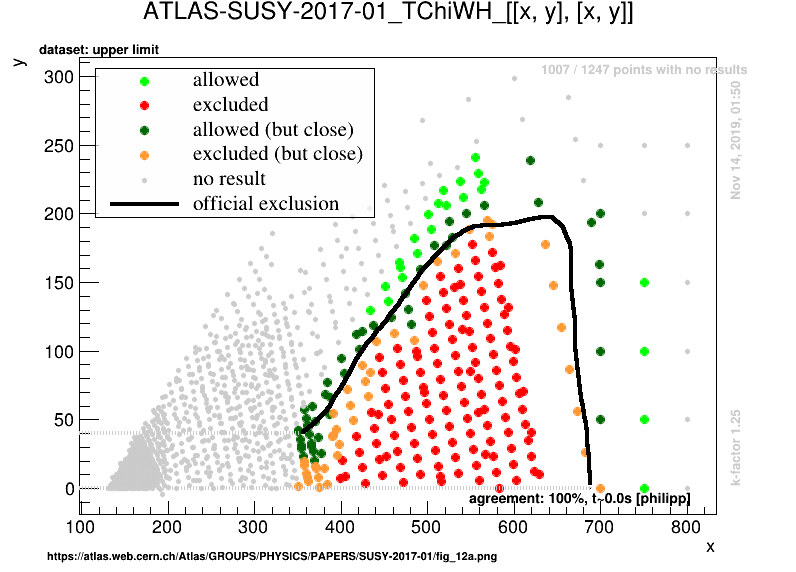 ATLAS-SUSY-2017-01_TChiWH_[[x, y], [x, y]]
dataset: upper limit
y
1007 / 1247 points with no results
allowed
excluded
allowed (but close)
excluded (but close)
no result
official exclusion
Nov 14, 2019, 01:50
k-factor 1.25
300
250
200
150
100
50
0
agreement: 100%, t~0.0s [philipp]
100 200 300 400 500 600 700 800
x
https://atlas.web.cern.ch/Atlas/GROUPS/PHYSICS/PAPERS/SUSY-2017-01/fig_12a.png